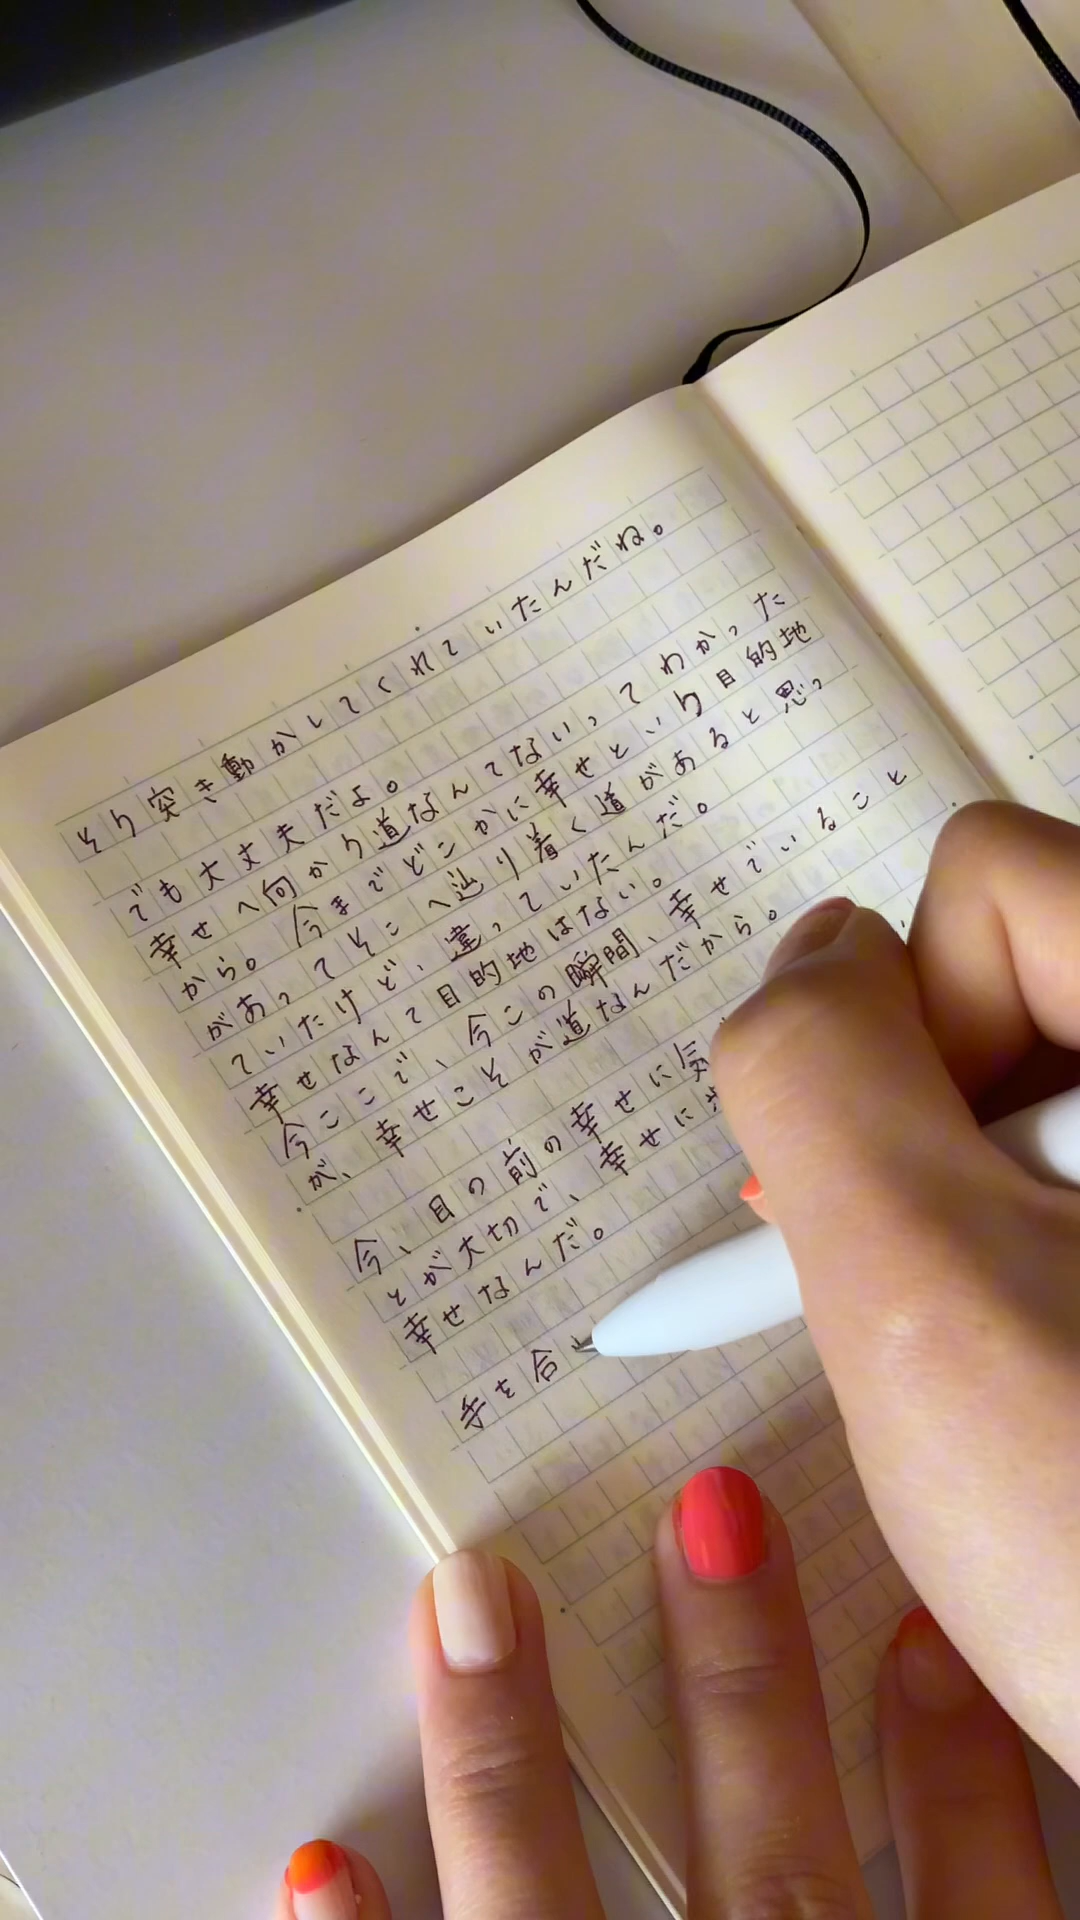 そう突き動かしてくれていたんだね。
でも大丈夫だよ。
幸せへ向かう道なんてないってわかった
から。今までどこかに幸せという目的地
があってそこへ辿り着く道があると思っ
ていたけど、違っていたんだ。
幸せなんて目的地はない。
今ここで、今この瞬間、幸せでいること
が、幸せこそが道なんだから。
今、目の前の幸せに気
とが大切で、幸せに
幸せなんだ。
手を合